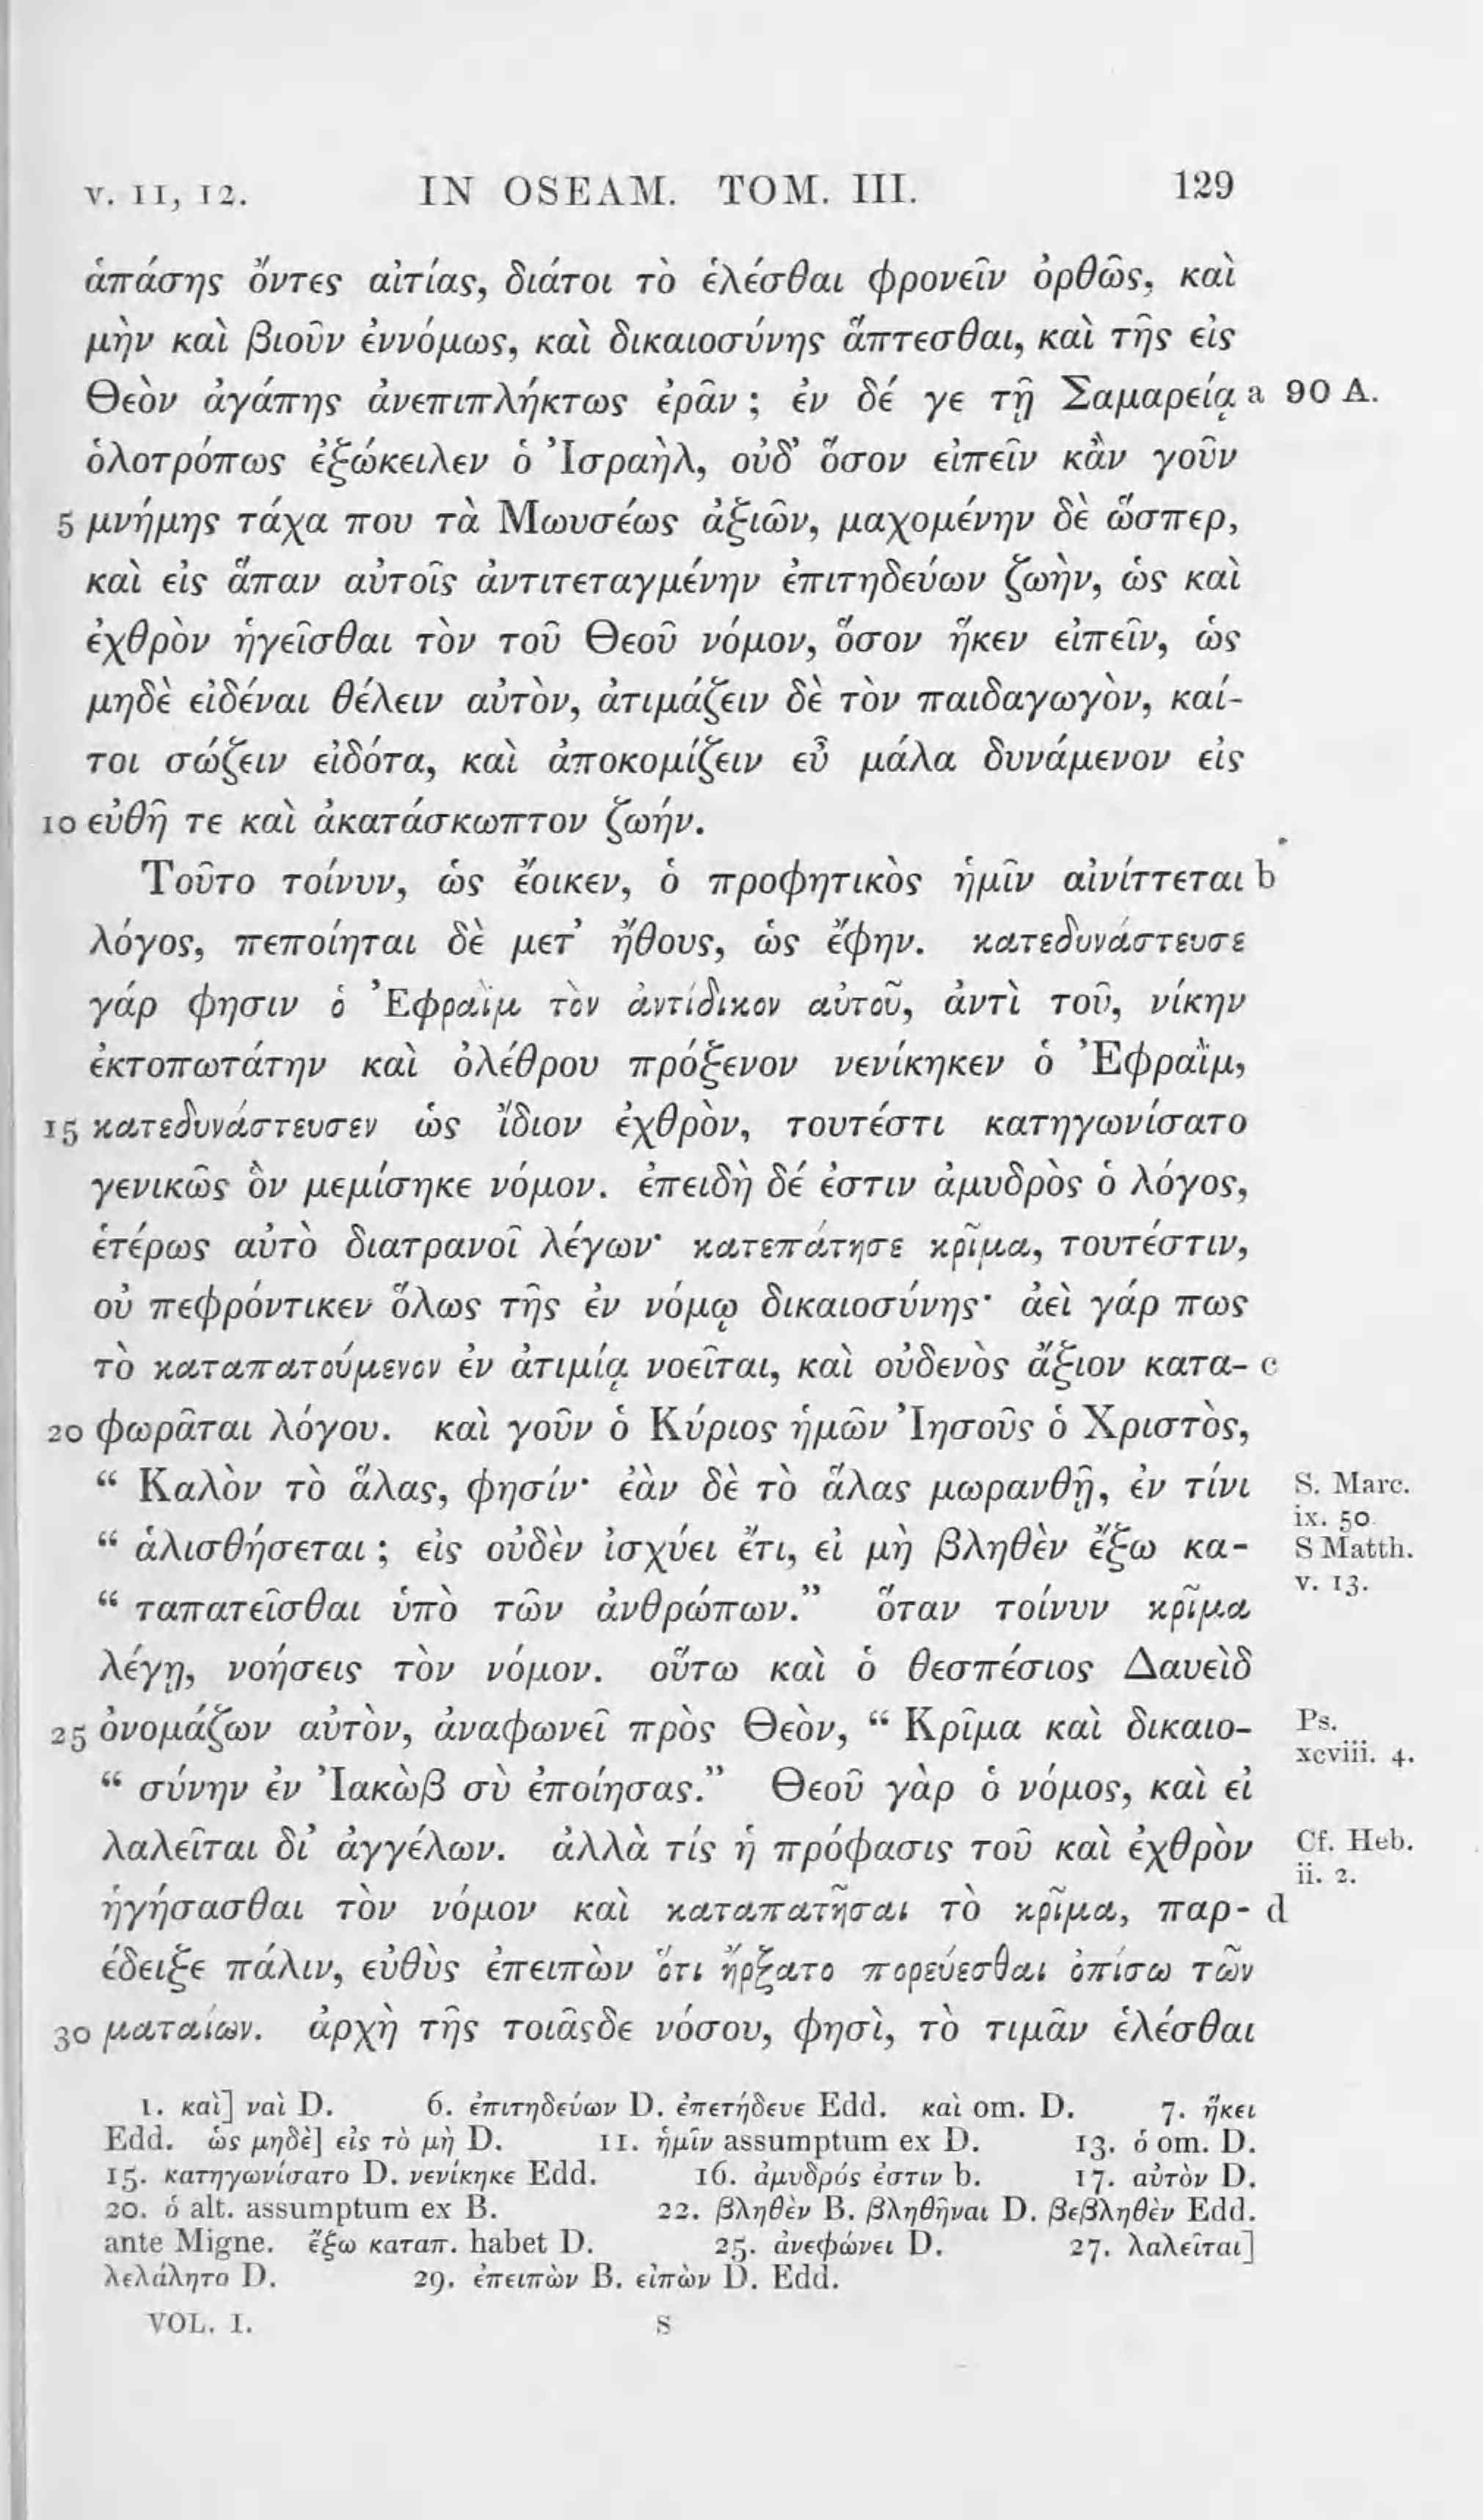 v. 11, 12. IN OSEAM. TOM. III. 129
ἁπάσης ὄντες αἰτίας, διάτοι τὸ ἑλέσθαι φρονεῖν ὀρθῶς, καὶ
μὴν καὶ βιοῦν ἐννόμως, καὶ δικαιοσύνης ἅπτεσθαι, καὶ τῆς εἰς
Θεὸν ἀγάπης ἀνεπιπλήκτως ἐρᾶν ; ἐν δέ γε τῇ Σαμαρείᾳ a 90 A.
ὁλοτρόπως ἐξώκειλεν ὁ Ἰσραὴλ, οὐδ’ ὅσον εἰπεῖν κἂν γοῦν
5 μνήμης τάχα που τὰ Μωυσέως ἀξιῶν, μαχομένην δὲ ὥσπερ,
καὶ εἰς ἅπαν αὐτοῖς ἀντιτεταγμένην ἐπιτηδεύων ζωὴν, ὡς καὶ
ἐχθρὸν ἡγεῖσθαι τὸν τοῦ Θεοῦ νόμον, ὅσον ἧκεν εἰπεῖν, ὡς
μηδὲ εἰδέναι θέλειν αὐτὸν, ἀτιμάζειν δὲ τὸν παιδαγωγὸν, καί-
τοι σώζειν εἰδότα, καὶ ἀποκομίζειν εὖ μάλα δυνάμενον εἰς
10 εὐθῆ τε καὶ ἀκατάσκωπτον ζωήν.
Τοῦτο τοίνυν, ὡς ἔοικεν, ὁ προφητικὸς ἡμῖν αἰνίττεται b
λόγος, πεποίηται δὲ μετ’ ἤθους, ὡς ἔφην. κατεδυνάστευσε
γάρ φησιν ὁ Ἐφραῒμ τὸν ἀντίδικον αὐτοῦ, ἀντὶ τοῦ, νίκην
ἐκτοπωτάτην καὶ ὀλέθρου πρόξενον νενίκηκεν ὁ Ἐφραῒμ,
15 κατεδυνάστευσεν ὡς ἴδιον ἐχθρὸν, τουτέστι κατηγωνίσατο
γενικῶς ὃν μεμίσηκε νόμον. ἐπειδὴ δέ ἐστιν ἀμυδρὸς ὁ λόγος,
ἑτέρως αὐτὸ διατρανοῖ λέγων· κατεπάτησε κρῖμα, τουτέστιν,
οὐ πεφρόντικεν ὅλως τῆς ἐν νόμῳ δικαιοσύνης· ἀεὶ γάρ πως
τὸ καταπατούμενον ἐν ἀτιμίᾳ νοεῖται, καὶ οὐδενὸς ἄξιον κατα- c
20 φωρᾶται λόγου. καὶ γοῦν ὁ Κύριος ἡμῶν Ἰησοῦς ὁ Χριστὸς,
“ Καλὸν τὸ ἅλας, φησίν· ἐὰν δὲ τὸ ἅλας μωρανθῇ, ἐν τίνι S. Marc.
ix. 50
“ ἁλισθήσεται ; εἰς οὐδὲν ἰσχύει ἔτι, εἰ μὴ βληθὲν ἔξω κα- S Matth.
v. 13.
“ ταπατεῖσθαι ὑπὸ τῶν ἀνθρώπων.” ὅταν τοίνυν κρῖμα
λέγῃ, νοήσεις τὸν νόμον. οὕτω καὶ ὁ θεσπέσιος Δαυεὶδ
25 ὀνομάζων αὐτὸν, ἀναφωνεῖ πρὸς Θεὸν, “ Κρῖμα καὶ δικαιο- Ps.
xcviii. 4.
“ σύνην ἐν Ἰακὼβ σὺ ἐποίησας.” Θεοῦ γὰρ ὁ νόμος, καὶ εἰ
λαλεῖται δι’ ἀγγέλων. ἀλλὰ τίς ἡ πρόφασις τοῦ καὶ ἐχθρὸν Cf. Heb.
ii. 2.
ἡγήσασθαι τὸν νόμον καὶ καταπατῆσαι τὸ κρῖμα, παρ- d
έδειξε πάλιν, εὐθὺς ἐπειπὼν ὅτι ἤρξατο πορεύεσθαι ὀπίσω τῶν
30 ματαίων. ἀρχὴ τῆς τοιᾶσδε νόσου, φησὶ, τὸ τιμᾶν ἑλέσθαι
1. καὶ] ναὶ D. 6. ἐπιτηδεύων D. ἐπετήδευε Edd. καὶ om. D. 7. ἥκει
Edd. ὡς μηδὲ] εἰς τὸ μὴ D. 11. ἡμῖν assumptum ex D. 13. ὁ om. D.
15. κατηγωνίσατο D. νενίκηκε Edd. 16. ἀμυδρός ἐστιν b. 17. αὐτὸν D.
20. ὁ alt. assumptum ex B. 22. βληθὲν B. βληθῆναι D. βεβληθὲν Edd.
ante Migne. ἔξω καταπ. habet D. 25. ἀνεφώνει D. 27. λαλεῖται]
λελάλητο D. 29. ἐπειπὼν B. εἰπὼν D. Edd.
VOL. I. S